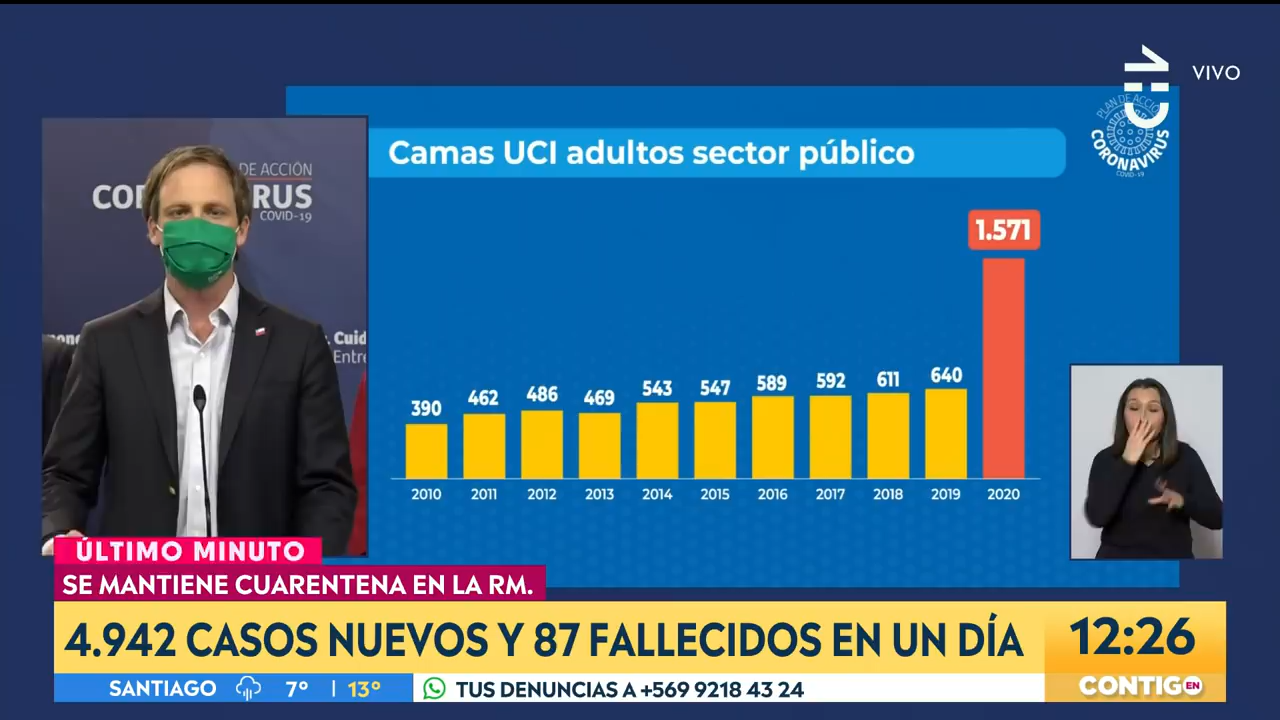 VIVO
PLAN DE ACCIÓN
CORONAVIRUS
COVID-19
Camas UCI adultos sector público
DE ACCIÓN
RUS
COVID-19
1.571
390
462
486
469
543
547
589
592
611
640
2010
2011
2012
2013
2014
2015
2016
2017
2018
2019
2020
. Cuid
Entre
ÚLTIMO MINUTO
SE MANTIENE CUARENTENA EN LA RM.
4.942 CASOS NUEVOS Y 87 FALLECIDOS EN UN DÍA
12:26
SANTIAGO 7° | 13°
TUS DENUNCIAS A +569 9218 43 24
CONTIGO EN